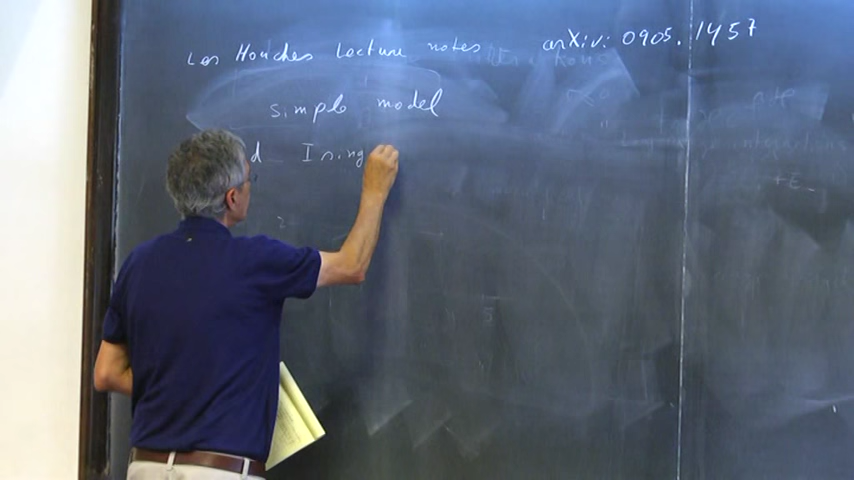 Les Houches Lecture notes arXiv: 0905.1457
simple model
d Ising